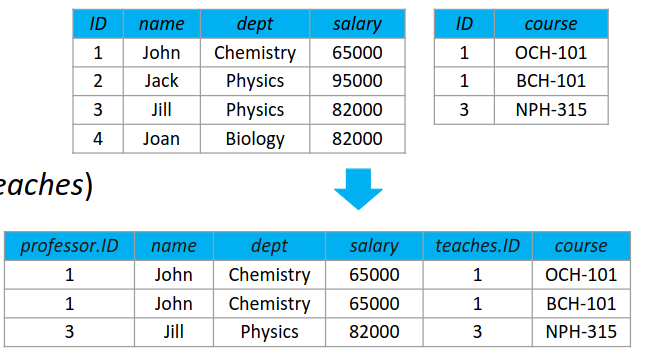 ID name dept salary ID course
1 John Chemistry 65000 1 OCH-101
2 Jack Physics 95000 1 BCH-101
3 Jill Physics 82000 3 NPH-315
4 Joan Biology 82000
eaches)
professor.ID name dept salary teaches.ID course
1 John Chemistry 65000 1 OCH-101
1 John Chemistry 65000 1 BCH-101
3 Jill Physics 82000 3 NPH-315